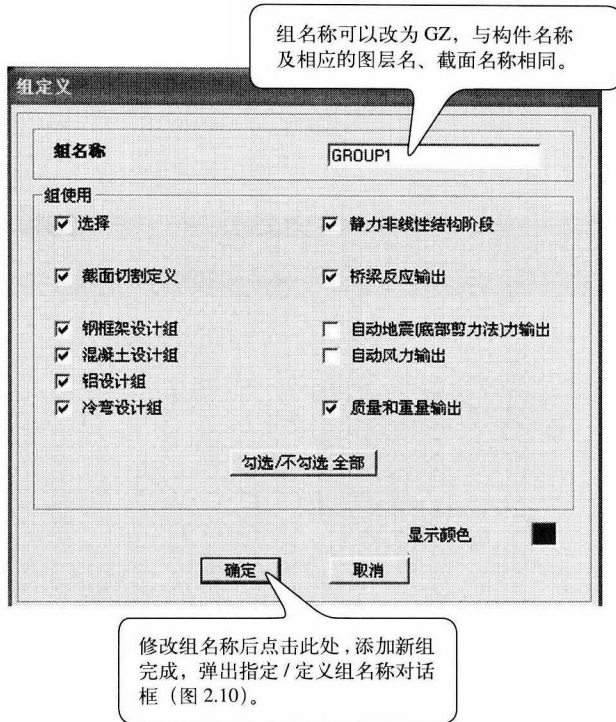 组名称可以改为 GZ，与构件名称
及相应的图层名、截面名称相同。
组定义
组名称
GROUP1
组使用
选择
静力非线性结构阶段
截面切割定义
桥梁反应输出
钢框架设计组
自动地震(底部剪力法)力输出
混凝土设计组
自动风力输出
铝设计组
冷弯设计组
质量和重量输出
勾选/不勾选 全部
显示颜色
确定
取消
修改组名称后点击此处，添加新组
完成，弹出指定 / 定义组名称对话
框（图 2.10）。